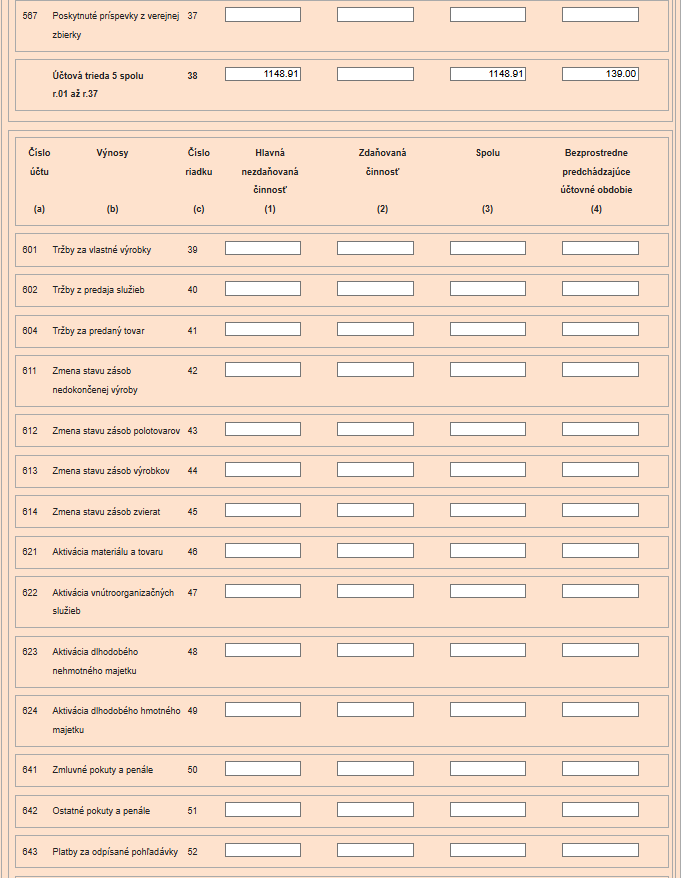 567 Poskytnuté príspevky z verejnej 37
zbierky
Účtová trieda 5 spolu 38 1148.91 1148.91 139.00
r.01 až r.37
Číslo Výnosy Číslo Hlavná Zdaňovaná Spolu Bezprostredne
účtu riadku nezdaňovaná činnosť predchádzajúce
činnosť účtovné obdobie
(a) (b) (c) (1) (2) (3) (4)
601 Tržby za vlastné výrobky 39
602 Tržby z predaja služieb 40
604 Tržby za predaný tovar 41
611 Zmena stavu zásob 42
nedokončenej výroby
612 Zmena stavu zásob polotovarov 43
613 Zmena stavu zásob výrobkov 44
614 Zmena stavu zásob zvierat 45
621 Aktivácia materiálu a tovaru 46
622 Aktivácia vnútroorganizačných 47
služieb
623 Aktivácia dlhodobého 48
nehmotného majetku
624 Aktivácia dlhodobého hmotného 49
majetku
641 Zmluvné pokuty a penále 50
642 Ostatné pokuty a penále 51
643 Platby za odpísané pohľadávky 52